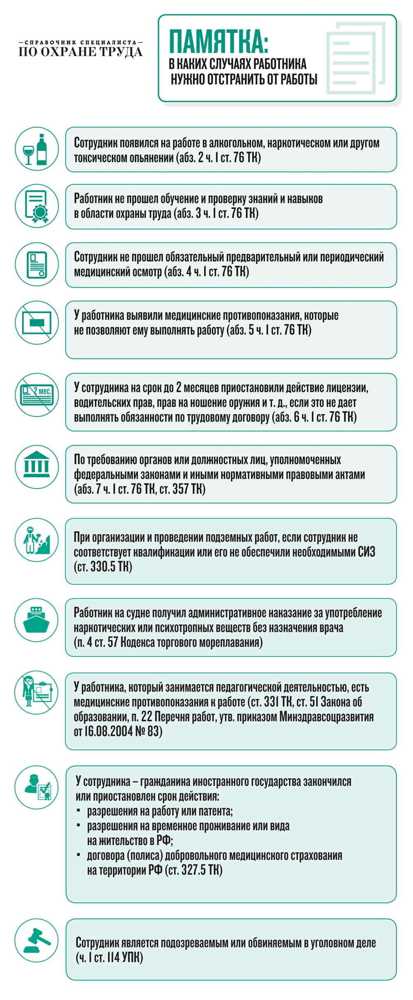 —СПРАВОЧНИК СПЕЦИАЛИСТА—
ПО ОХРАНЕ ТРУДА
ПАМЯТКА:
В КАКИХ СЛУЧАЯХ РАБОТНИКА
НУЖНО ОТСТРАНИТЬ ОТ РАБОТЫ
Сотрудник появился на работе в алкогольном, наркотическом или другом
токсическом опьянении (абз. 2 ч. 1 ст. 76 ТК)
Работник не прошел обучение и проверку знаний и навыков
в области охраны труда (абз. 3 ч. 1 ст. 76 ТК)
Сотрудник не прошел обязательный предварительный или периодический
медицинский осмотр (абз. 4 ч. 1 ст. 76 ТК)
У работника выявили медицинские противопоказания, которые
не позволяют ему выполнять работу (абз. 5 ч. 1 ст. 76 ТК)
2 мес.
У сотрудника на срок до 2 месяцев приостановили действие лицензии,
водительских прав, прав на ношение оружия и т. д., если это не дает
выполнять обязанности по трудовому договору (абз. 6 ч. 1 ст. 76 ТК)
По требованию органов или должностных лиц, уполномоченных
федеральными законами и иными нормативными правовыми актами
(абз. 7 ч. 1 ст. 76 ТК, ст. 357 ТК)
При организации и проведении подземных работ, если сотрудник не
соответствует квалификации или его не обеспечили необходимыми СИЗ
(ст. 330.5 ТК)
Работник на судне получил административное наказание за употребление
наркотических или психотропных веществ без назначения врача
(п. 4 ст. 57 Кодекса торгового мореплавания)
У работника, который занимается педагогической деятельностью, есть
медицинские противопоказания к работе (ст. 331 ТК, ст. 51 Закона об
образовании, п. 22 Перечня работ, утв. приказом Минздравсоцразвития
от 16.08.2004 № 83)
У сотрудника – гражданина иностранного государства закончился
или приостановлен срок действия:
▪ разрешения на работу или патента;
▪ разрешения на временное проживание или вида
на жительство в РФ;
▪ договора (полиса) добровольного медицинского страхования
на территории РФ (ст. 327.5 ТК)
Сотрудник является подозреваемым или обвиняемым в уголовном деле
(ч. 1 ст. 114 УПК)